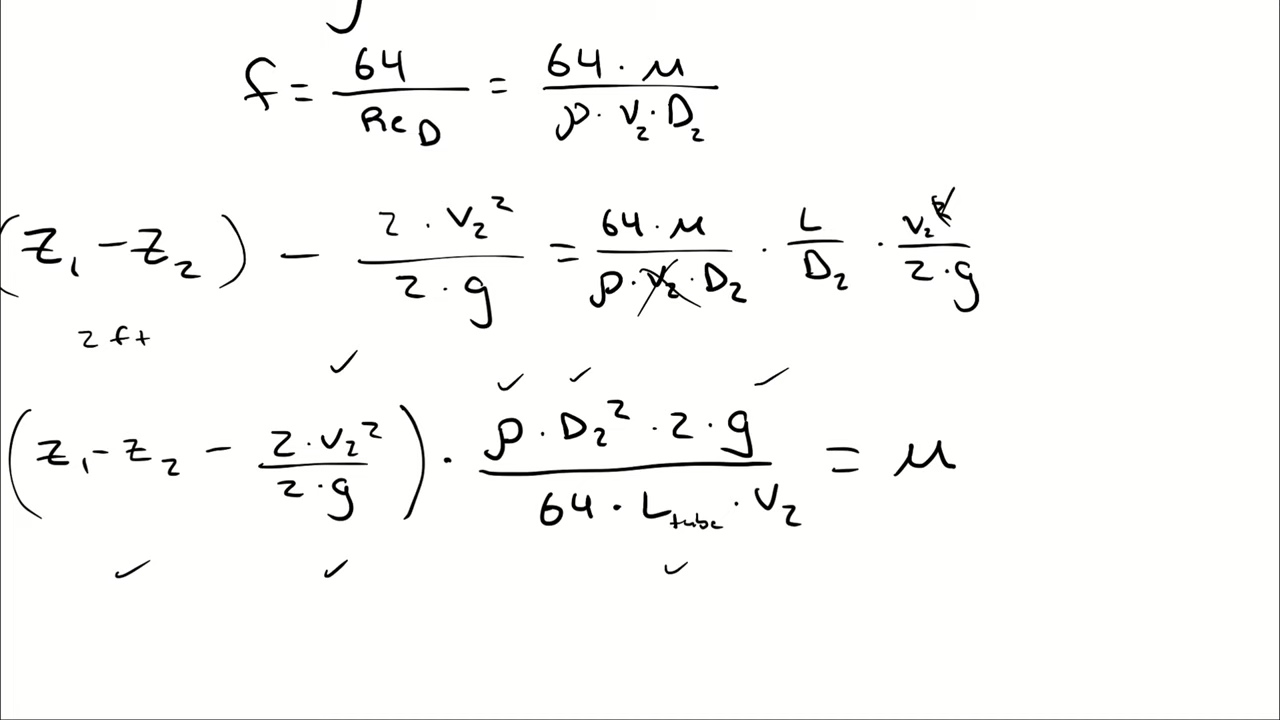 f = 64 / Re_D = 64 · μ / ρ · V₂ · D₂
(Z₁ - Z₂) - 2 · V₂² / 2 · g = 64 · μ / ρ · V₂ · D₂ · L / D₂ · V₂² / 2 · g
2 ft
(Z₁ - Z₂ - 2 · V₂² / 2 · g) · ρ · D₂² · 2 · g / 64 · L_tube · V₂ = μ